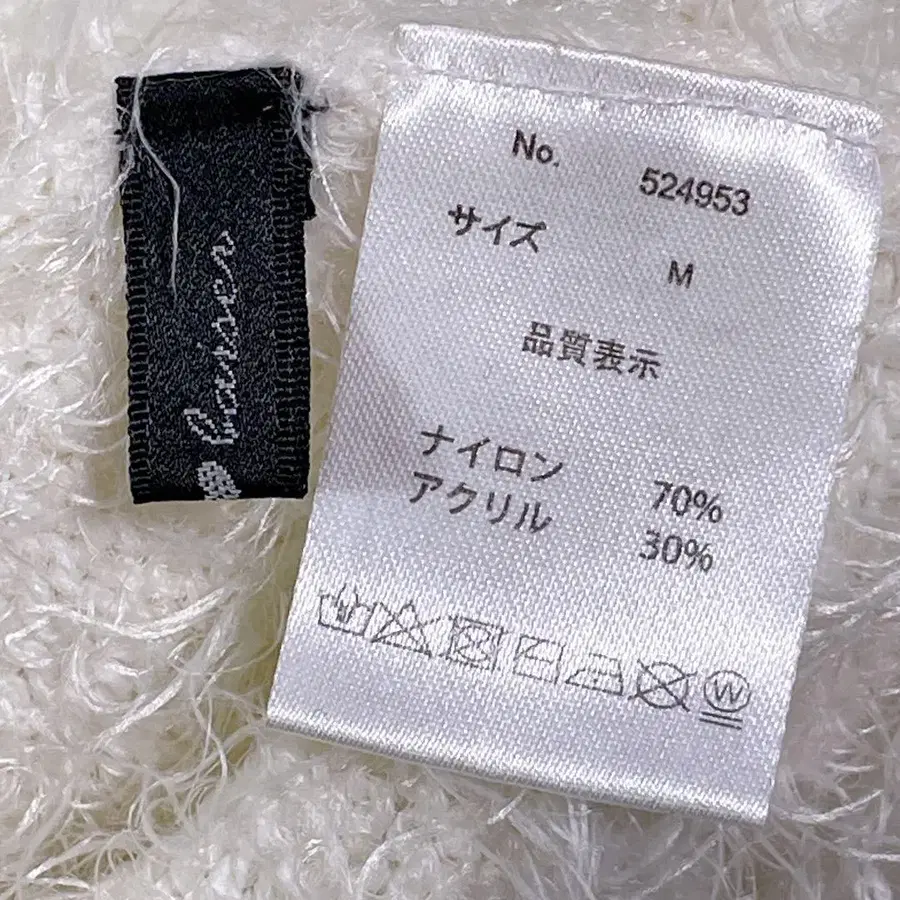 No. 524953
サイズ M
品質表示
ナイロン 70%
アクリル 30%
W